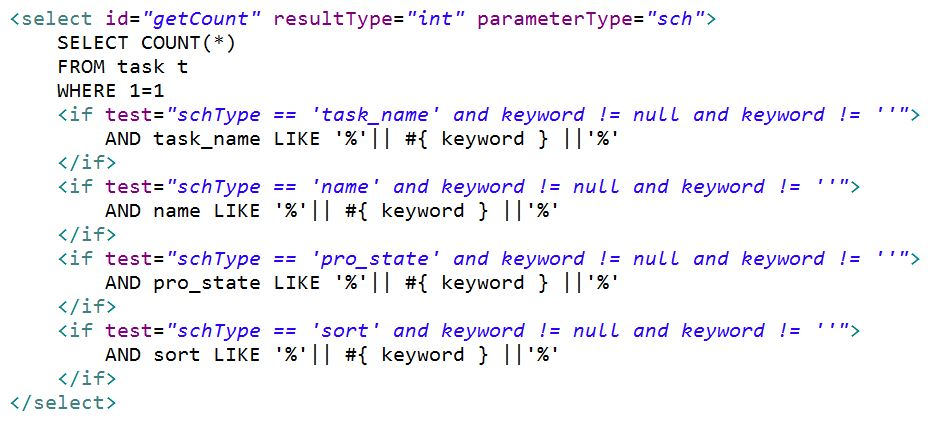 <select id="getCount" resultType="int" parameterType="sch">
    SELECT COUNT(*)
    FROM task t
    WHERE 1=1
    <if test="schType == 'task_name' and keyword != null and keyword != ''">
        AND task_name LIKE '%'|| #{ keyword } ||'%'
    </if>
    <if test="schType == 'name' and keyword != null and keyword != ''">
        AND name LIKE '%'|| #{ keyword } ||'%'
    </if>
    <if test="schType == 'pro_state' and keyword != null and keyword != ''">
        AND pro_state LIKE '%'|| #{ keyword } ||'%'
    </if>
    <if test="schType == 'sort' and keyword != null and keyword != ''">
        AND sort LIKE '%'|| #{ keyword } ||'%'
    </if>
</select>